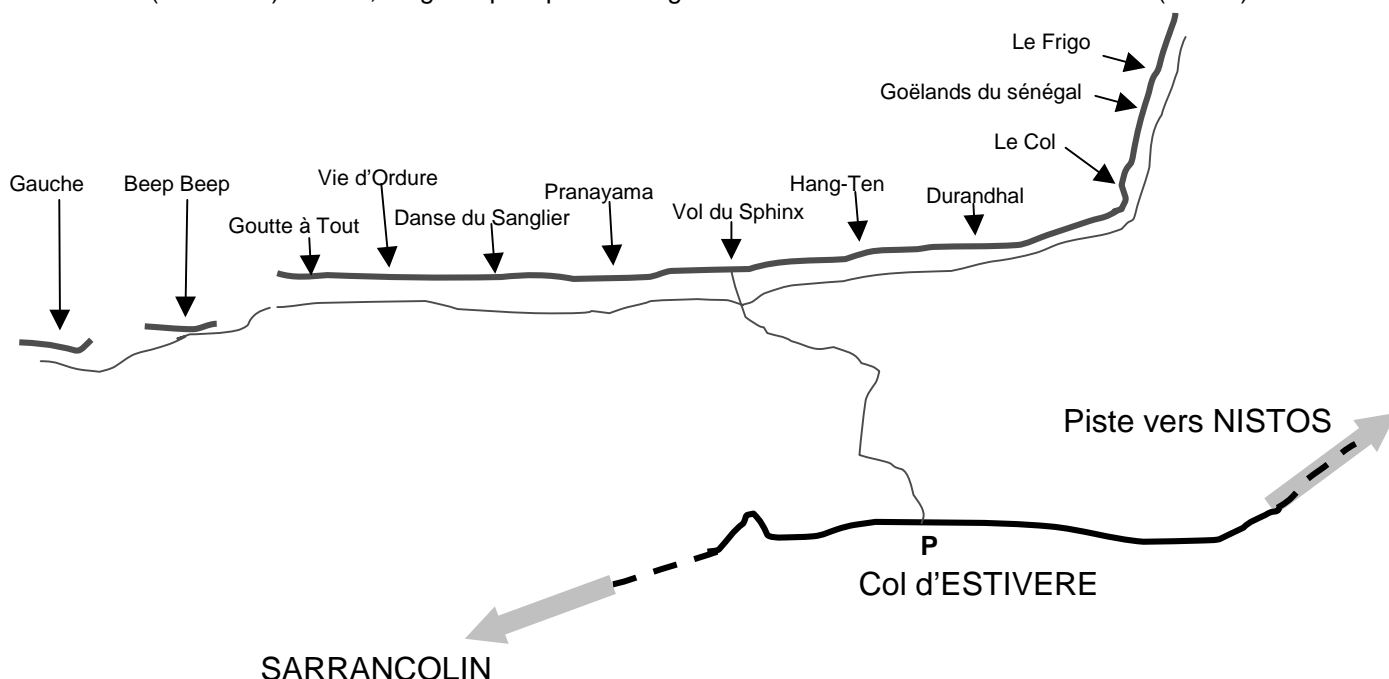 Le Frigo
Goëlands du sénégal
Le Col
Gauche
Beep Beep
Vie d'Ordure
Pranayama
Hang-Ten
Durandhal
Goutte à Tout
Danse du Sanglier
Vol du Sphinx
Piste vers NISTOS
P
Col d'ESTIVERE
SARRANCOLIN